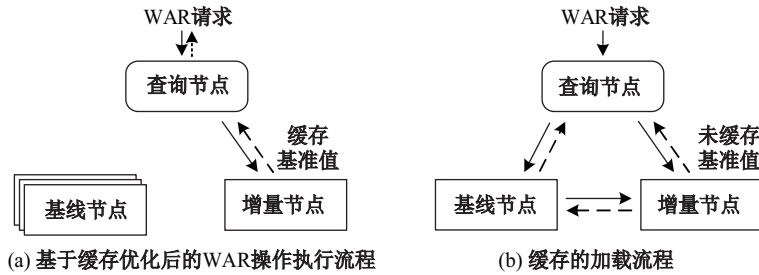 WAR请求
查询节点
缓存
基准值
基线节点
增量节点
(a) 基于缓存优化后的WAR操作执行流程
WAR请求
查询节点
未缓存
基准值
基线节点
增量节点
(b) 缓存的加载流程